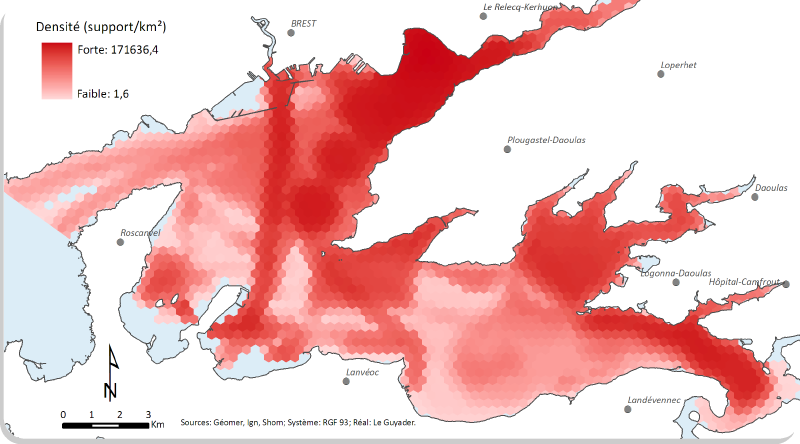 Densité (support/km²)
Forte: 171636,4
Faible: 1,6
BREST
Le Relecq-Kerhuon
Loperhet
Plougastel-Daoulas
Daoulas
Roscanvel
Logonna-Daoulas
Hôpital-Camfrout
Lanvéoc
Landévennec
N
0 1 2 3 Km
Sources: Géomer, Ign, Shom; Système: RGF 93; Réal: Le Guyader.